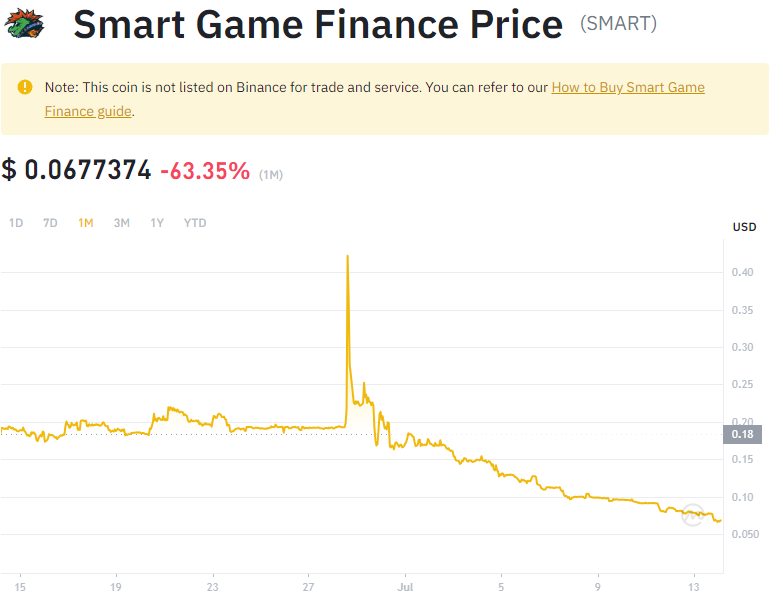 Smart Game Finance Price (SMART)
Note: This coin is not listed on Binance for trade and service. You can refer to our How to Buy Smart Game
Finance guide.
$ 0.0677374 -63.35% (1M)
1D 7D 1M 3M 1Y YTD
USD
0.40
0.35
0.30
0.25
0.20
0.18
0.15
0.10
0.050
15 19 23 27 Jul 5 9 13